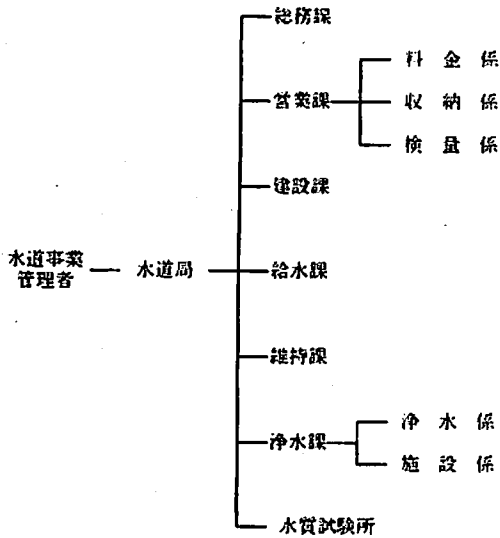 総務課
営業課
料金係
収納係
検量係
建設課
水道事業
管理者
水道局
給水課
維持課
浄水課
浄水係
施設係
水質試験所